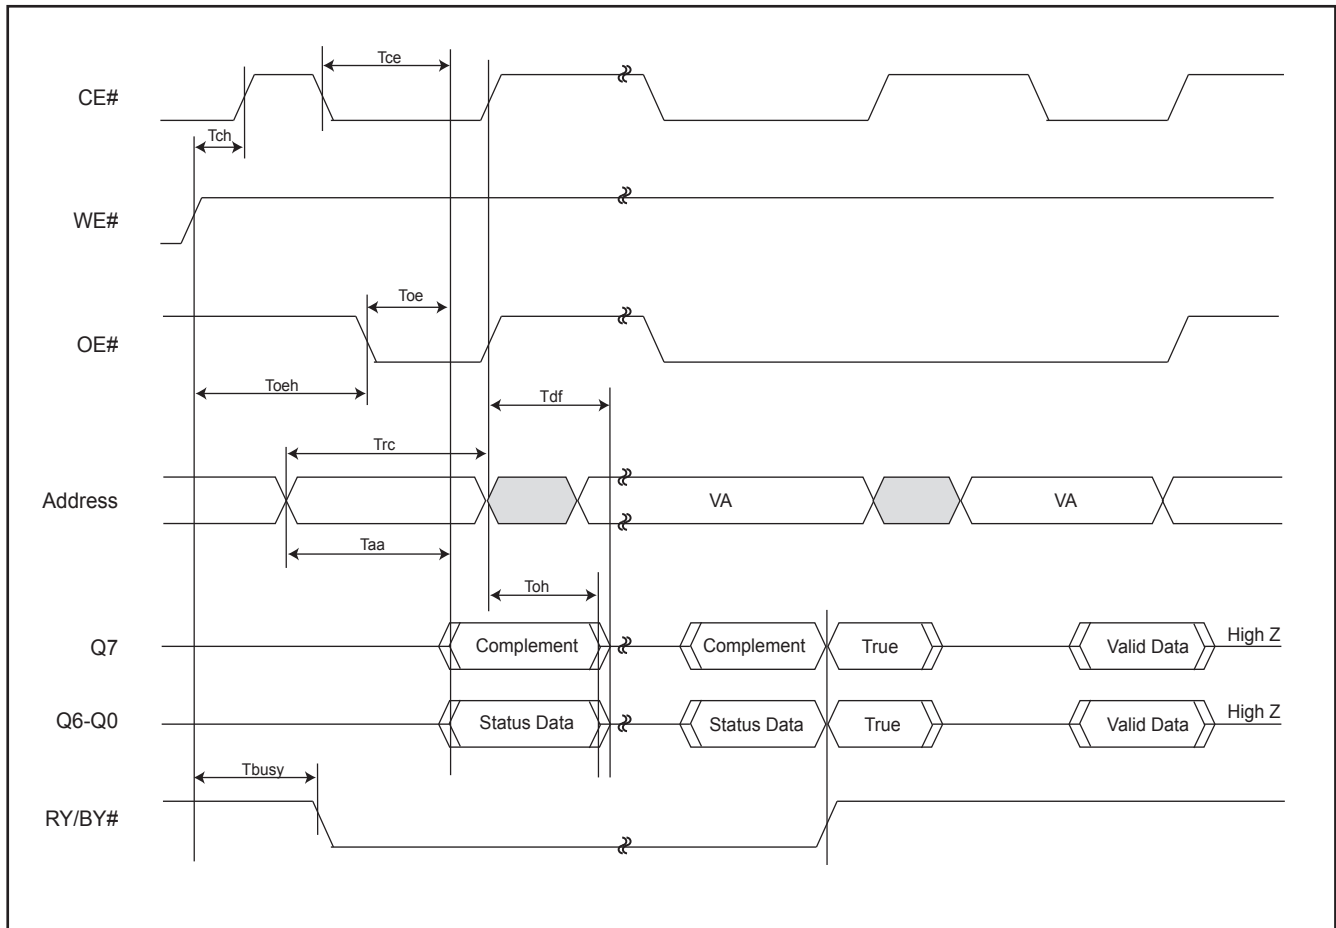 Tce
CE#
Tch
WE#
Toe
OE#
Toeh
Tdf
Trc
Address
VA
VA
Taa
Toh
Q7
Complement
Complement
True
Valid Data
High Z
Q6-Q0
Status Data
Status Data
True
Valid Data
High Z
Tbusy
RY/BY#